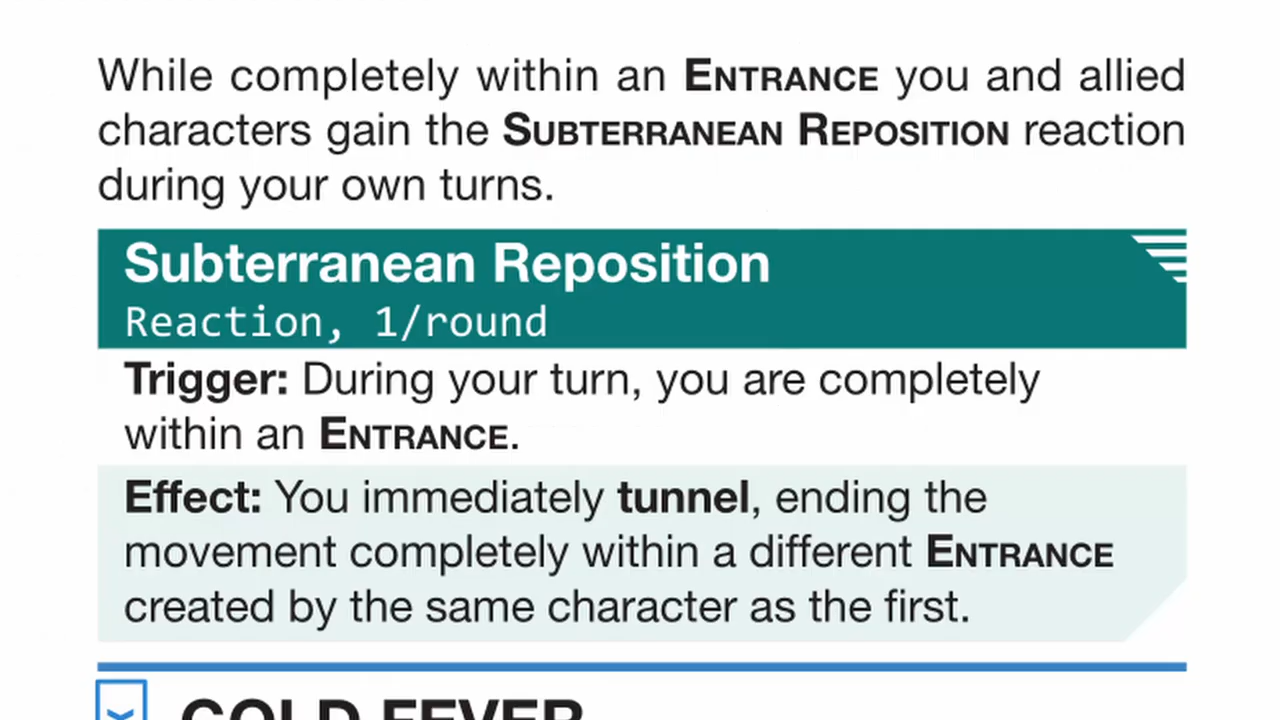 While completely within an ENTRANCE you and allied
characters gain the SUBTERRANEAN REPOSITION reaction
during your own turns.
Subterranean Reposition
Reaction, 1/round
Trigger: During your turn, you are completely
within an ENTRANCE.
Effect: You immediately tunnel, ending the
movement completely within a different ENTRANCE
created by the same character as the first.
GOLD FEVER